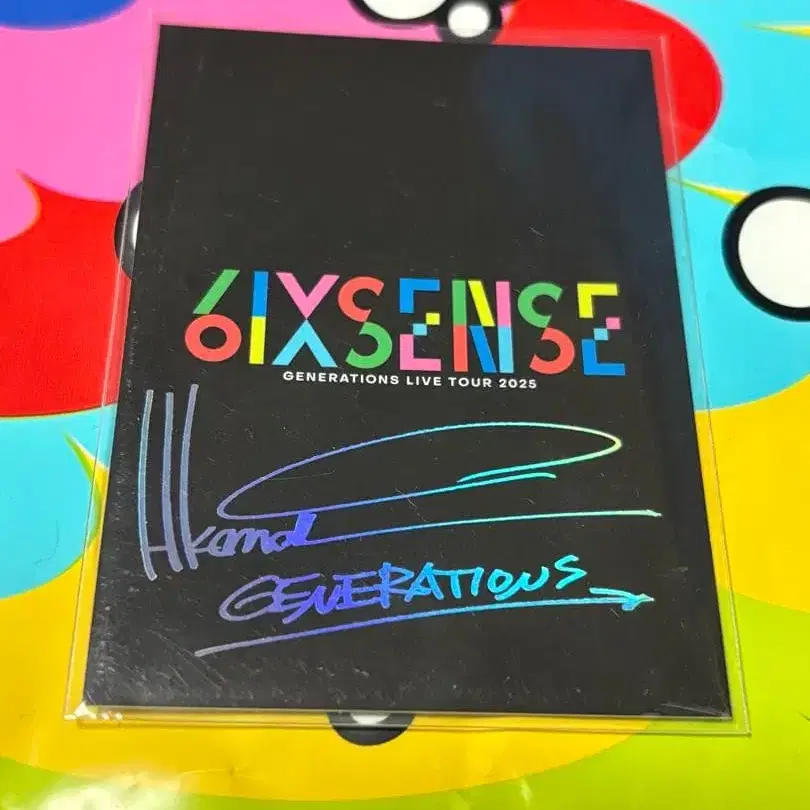 6IXSENSE
GENERATIONS LIVE TOUR 2025
GENERATIONS